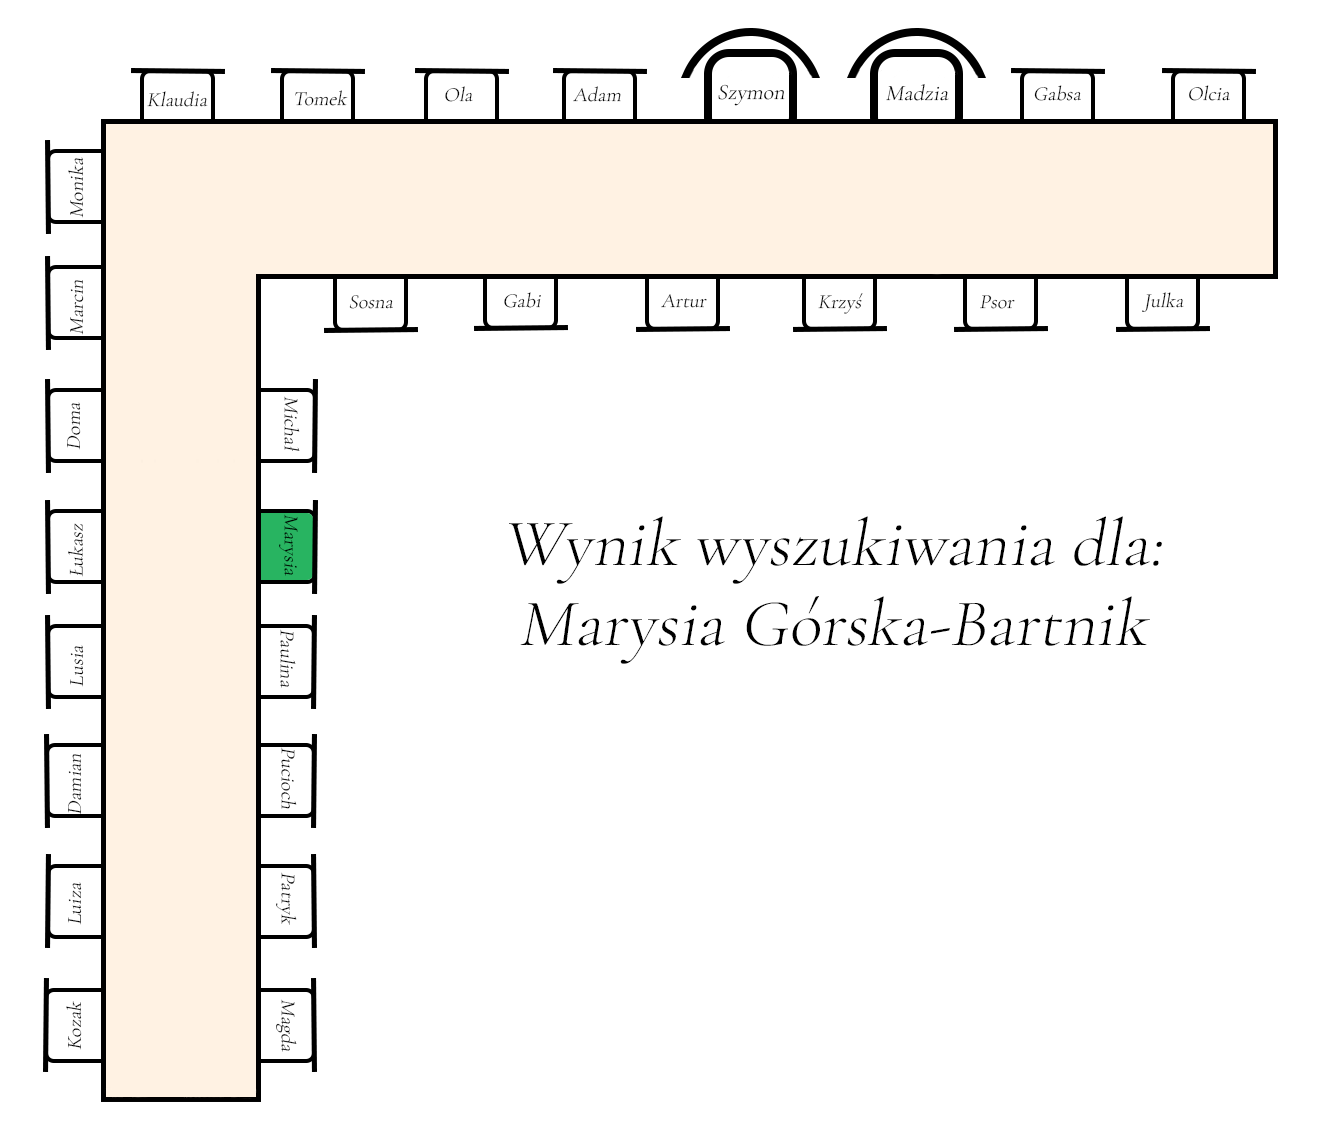 Klaudia
Tomek
Ola
Adam
Szymon
Madzia
Gabsa
Olcia
Monika
Marcin
Doma
Łukasz
Lusia
Damian
Luiza
Kozak
Sosna
Gabi
Artur
Krzyś
Psor
Julka
Michał
Marysia
Paulina
Pucioch
Patryk
Magda
Wynik wyszukiwania dla:
Marysia Górska-Bartnik